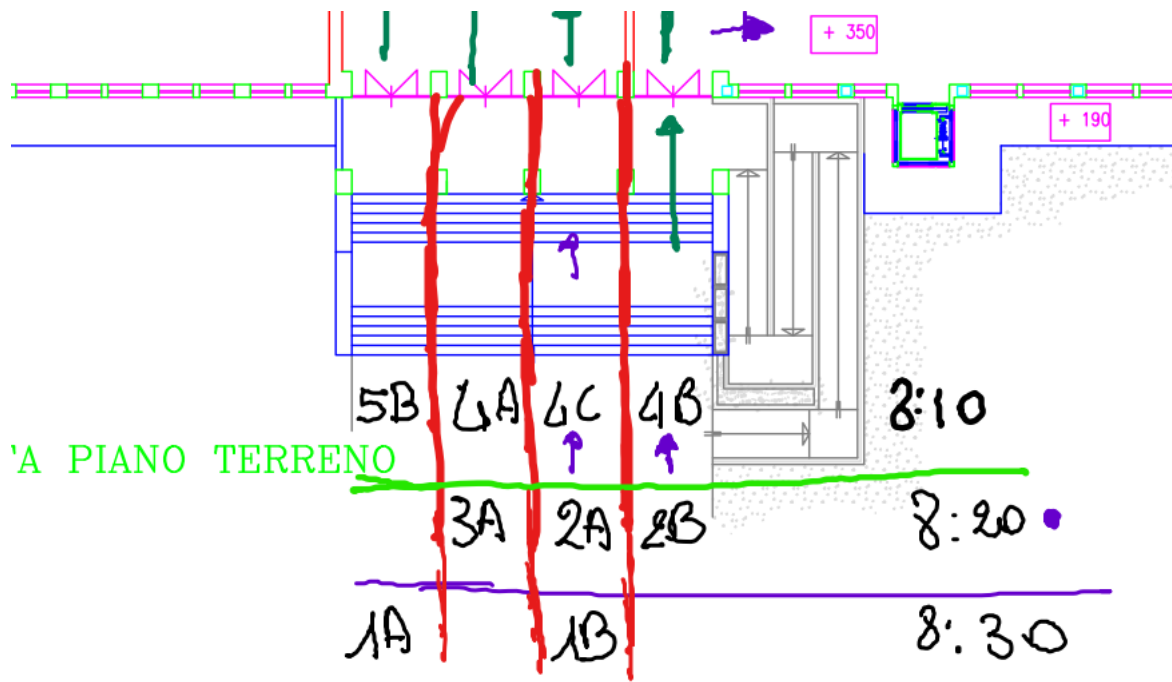 + 350
+ 190
5B 4A 4C 4B 8:10
'A PIANO TERRENO
3A 2A 2B 8:20
1A 1B 8:30